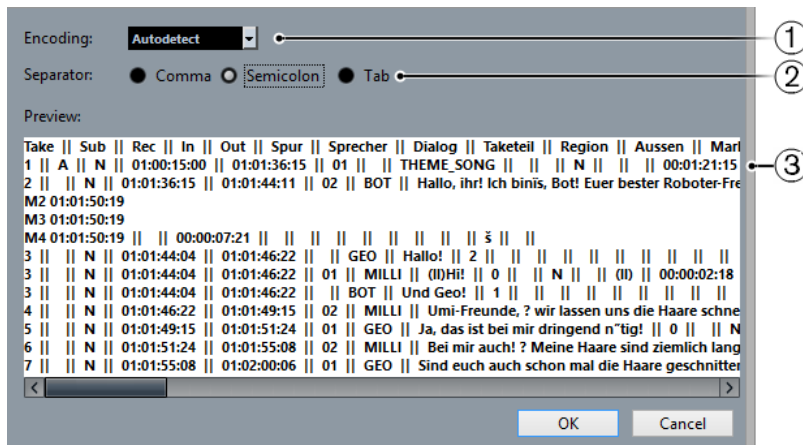 Encoding: Autodetect 1
Separator: Comma Semicolon Tab 2
Preview:
Take || Sub || Rec || In || Out || Spur || Sprecher || Dialog || Taketeil || Region || Aussen || Marl
1 || A || N || 01:00:15:00 || 01:01:36:15 || 01 || || THEME_SONG || || || N || || || 00:01:21:15
3
2 || || N || 01:01:36:15 || 01:01:44:11 || 02 || BOT || Hallo, ihr! Ich binïs, Bot! Euer bester Roboter-Fre
M2 01:01:50:19
M3 01:01:50:19
M4 01:01:50:19 || || 00:00:07:21 || || || || || || || || š || ||
3 || || N || 01:01:44:04 || 01:01:46:22 || || GEO || Hallo! || 2 || || || || || || || || ||
3 || || N || 01:01:44:04 || 01:01:46:22 || 01 || MILLI || (II)Hi! || 0 || || N || || (II) || 00:00:02:18
3 || || N || 01:01:44:04 || 01:01:46:22 || || BOT || Und Geo! || 1 || || || || || || || || ||
4 || || N || 01:01:46:22 || 01:01:49:15 || 02 || MILLI || Umi-Freunde, ? wir lassen uns die Haare schne
5 || || N || 01:01:49:15 || 01:01:51:24 || 01 || GEO || Ja, das ist bei mir dringend n”tig! || 0 || || N
6 || || N || 01:01:51:24 || 01:01:55:08 || 02 || MILLI || Bei mir auch! ? Meine Haare sind ziemlich lang
7 || || N || 01:01:55:08 || 01:02:00:06 || 01 || GEO || Sind euch auch schon mal die Haare geschnitter
OK Cancel